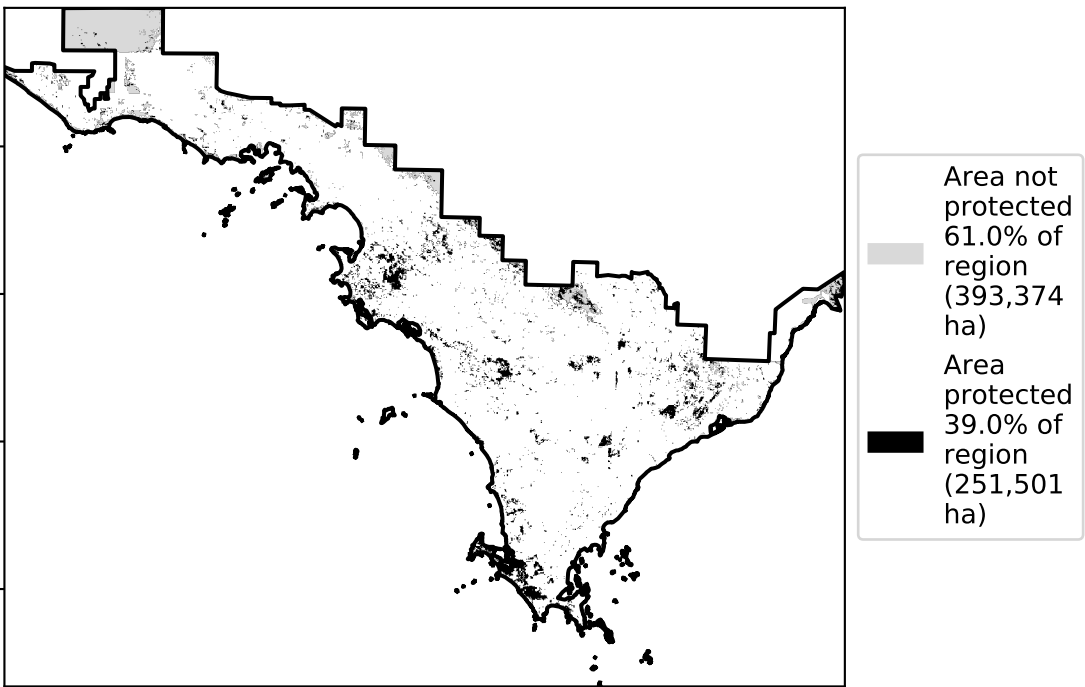 Area not
protected
61.0% of
region
(393,374
ha)
Area
protected
39.0% of
region
(251,501
ha)